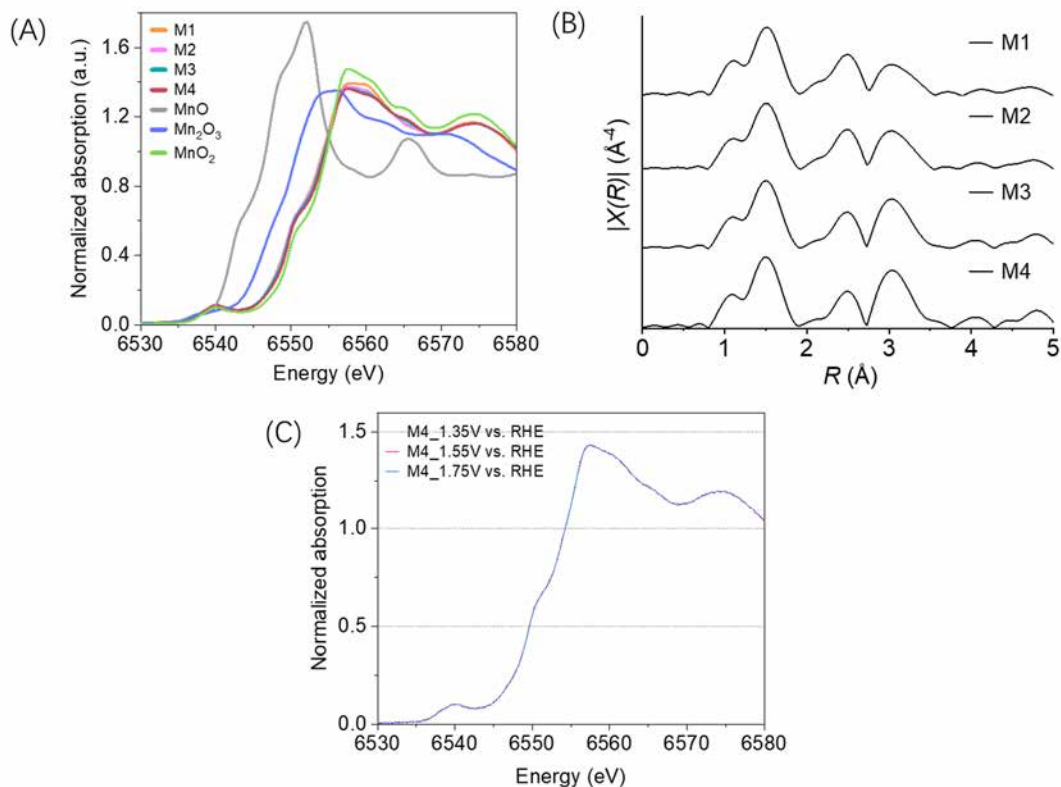 (A)
M1
M2
M3
M4
MnO
Mn₂O₃
MnO₂
Normalized absorption (a.u.)
1.6
1.2
0.8
0.4
0.0
6530 6540 6550 6560 6570 6580
Energy (eV)
(B)
M1
M2
M3
M4
|X(R)| (Å⁻⁴)
0 1 2 3 4 5
R (Å)
(C)
M4_1.35V vs. RHE
M4_1.55V vs. RHE
M4_1.75V vs. RHE
Normalized absorption
1.5
1.0
0.5
0.0
6530 6540 6550 6560 6570 6580
Energy (eV)